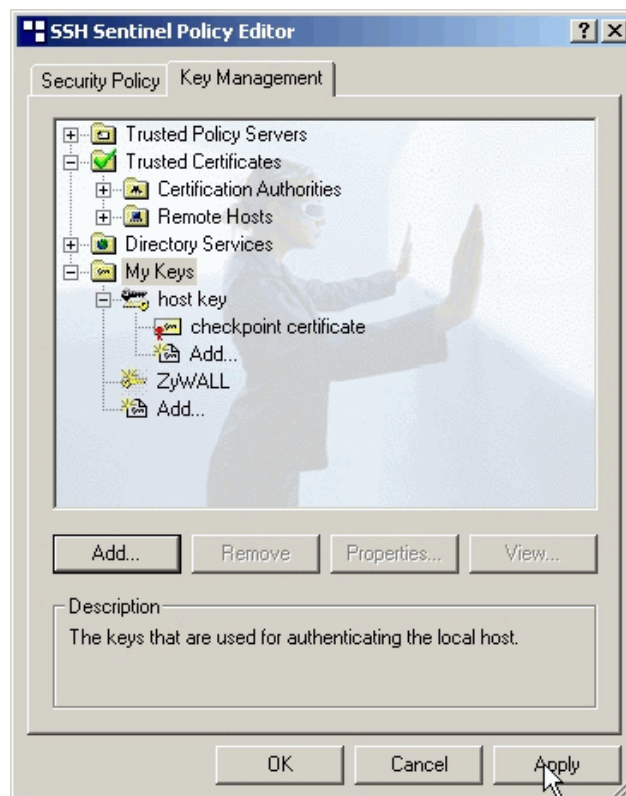 SSH Sentinel Policy Editor
Security Policy Key Management
Trusted Policy Servers
Trusted Certificates
Certification Authorities
Remote Hosts
Directory Services
My Keys
host key
checkpoint certificate
Add...
ZyWALL
Add...
Add... Remove Properties... View...
Description
The keys that are used for authenticating the local host.
OK Cancel Apply